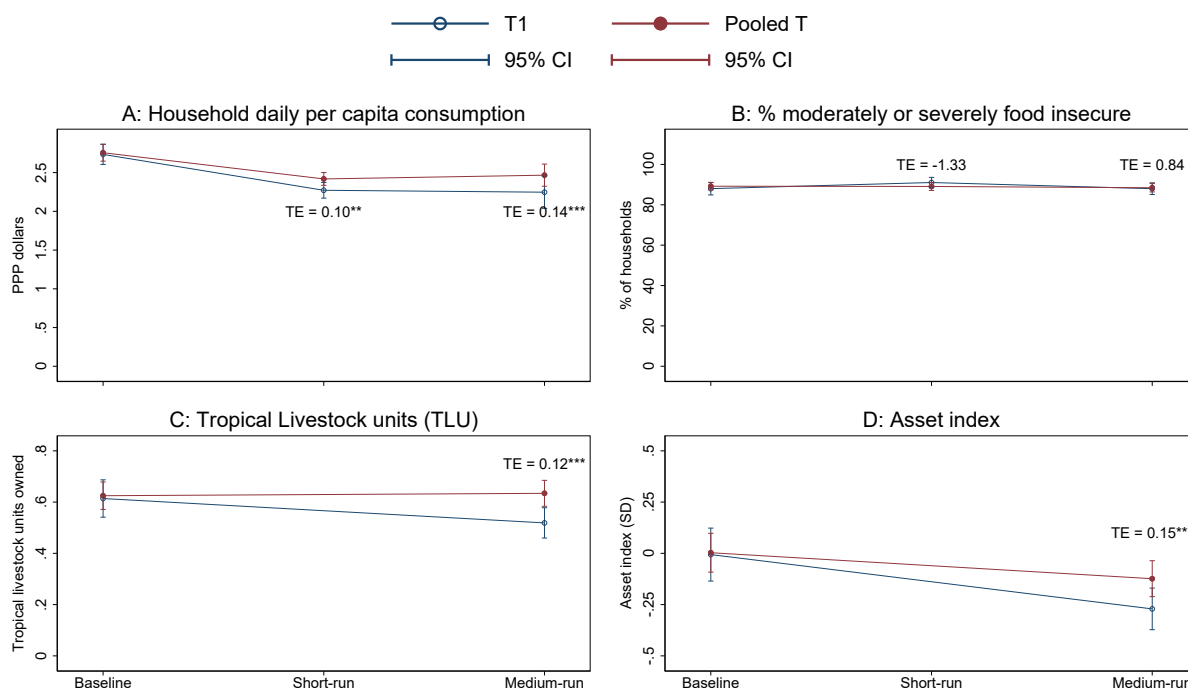 T1 Pooled T
95% CI 95% CI
A: Household daily per capita consumption
PPP dollars
2.5
2
1.5
1
.5
0
TE = 0.10**
TE = 0.14***
B: % moderately or severely food insecure
% of households
100
80
60
40
20
0
TE = -1.33
TE = 0.84
C: Tropical Livestock units (TLU)
Tropical livestock units owned
.8
.6
.4
.2
0
TE = 0.12***
Baseline Short-run Medium-run
D: Asset index
Asset index (SD)
.5
.25
0
-.25
-.5
TE = 0.15**
Baseline Short-run Medium-run